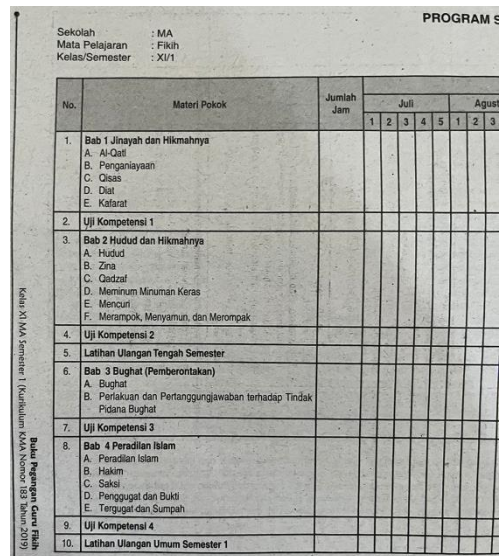 PROGRAM S
Sekolah : MA
Mata Pelajaran : Fikih
Kelas/Semester : XI/1
No. Materi Pokok Jumlah Jam Juli Agust
1 2 3 4 5 1 2 3
1. Bab 1 Jinayah dan Hikmahnya
A. Al-Qatl
B. Penganiayaan
C. Qisas
D. Diat
E. Kafarat
2. Uji Kompetensi 1
3. Bab 2 Hudud dan Hikmahnya
A. Hudud
B. Zina
C. Qadzaf
D. Meminum Minuman Keras
E. Mencuri
F. Merampok, Menyamun, dan Merompak
4. Uji Kompetensi 2
5. Latihan Ulangan Tengah Semester
6. Bab 3 Bughat (Pemberontakan)
A. Bughat
B. Perlakuan dan Pertanggungjawaban terhadap Tindak
Pidana Bughat
7. Uji Kompetensi 3
8. Bab 4 Peradilan Islam
A. Peradilan Islam
B. Hakim
C. Saksi
D. Penggugat dan Bukti
E. Tergugat dan Sumpah
9. Uji Kompetensi 4
10. Latihan Ulangan Umum Semester 1
Buku Pegangan Guru Fikih
Kelas XI MA Semester 1 (Kurikulum KMA Nomor 183 Tahun 2019)